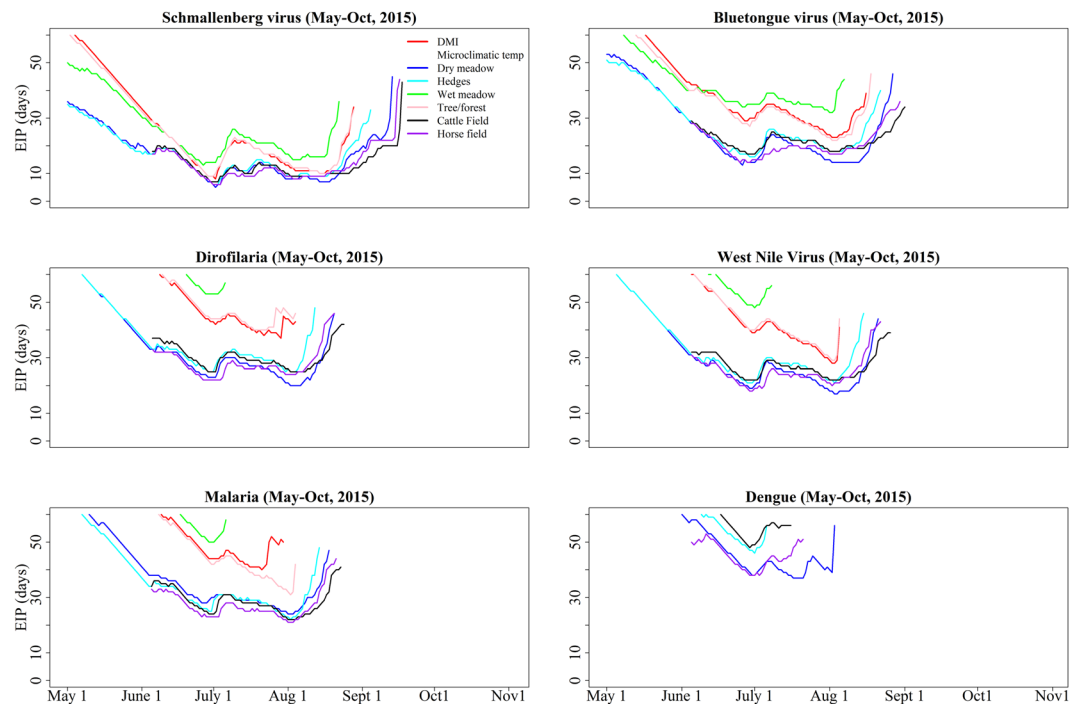 Schmallenberg virus (May-Oct, 2015)
EIP (days)
0
10
30
50
DMI
Microclimatic temp
Dry meadow
Hedges
Wet meadow
Tree/forest
Cattle Field
Horse field
Bluetongue virus (May-Oct, 2015)
0
10
30
50
Dirofilaria (May-Oct, 2015)
EIP (days)
0
10
30
50
West Nile Virus (May-Oct, 2015)
0
10
30
50
Malaria (May-Oct, 2015)
EIP (days)
0
10
30
50
May 1 June 1 July 1 Aug 1 Sept 1 Oct1 Nov1
Dengue (May-Oct, 2015)
0
10
30
50
May 1 June 1 July 1 Aug 1 Sept 1 Oct1 Nov1